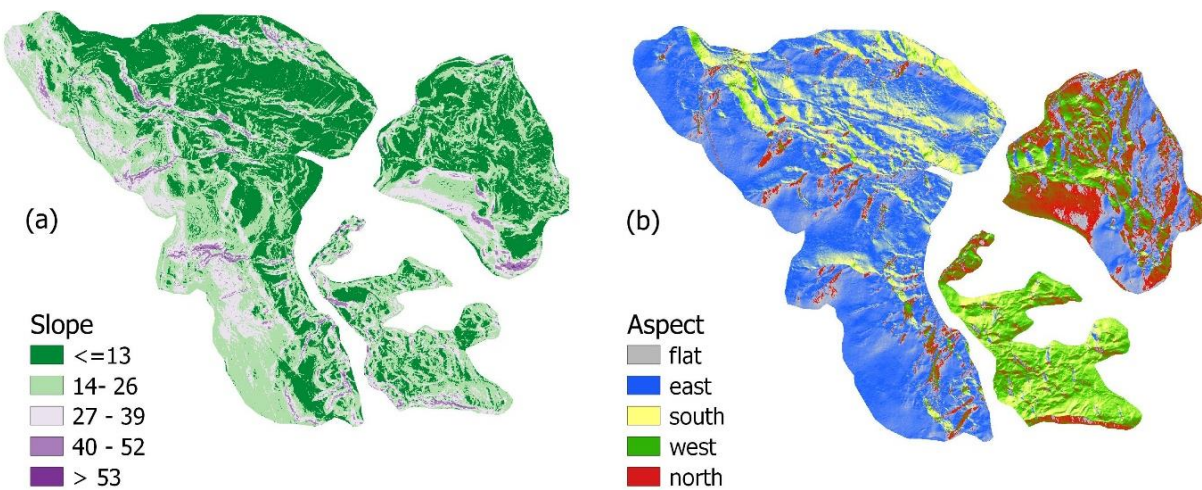 (a)
Slope
<=13
14- 26
27 - 39
40 - 52
> 53
(b)
Aspect
flat
east
south
west
north